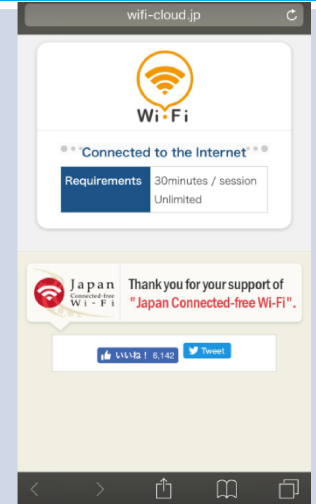 wifi-cloud.jp
Wi-Fi
Connected to the Internet
Requirements 30minutes / session
Unlimited
Japan
Connected-free
Wi-Fi
Thank you for your support of
"Japan Connected-free Wi-Fi".
いいね！ 6,142 Tweet